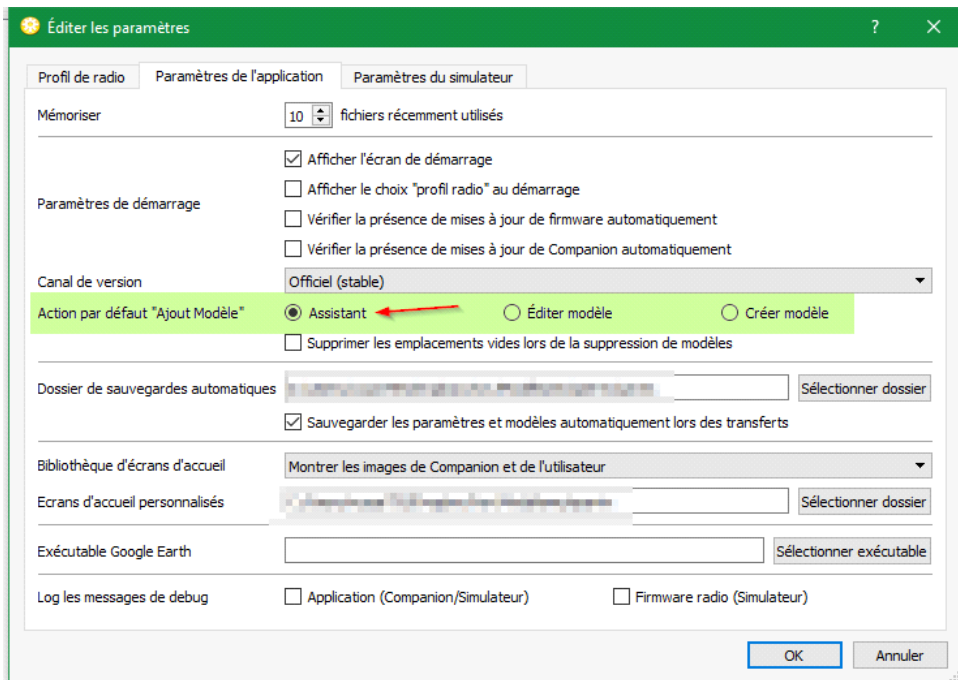 Éditer les paramètres
Profil de radio Paramètres de l'application Paramètres du simulateur
Mémoriser 10 fichiers récemment utilisés
Afficher l'écran de démarrage
Afficher le choix "profil radio" au démarrage
Paramètres de démarrage
Vérifier la présence de mises à jour de firmware automatiquement
Vérifier la présence de mises à jour de Companion automatiquement
Canal de version Officiel (stable)
Action par défaut "Ajout Modèle" Assistant Éditer modèle Créer modèle
Supprimer les emplacements vides lors de la suppression de modèles
Dossier de sauvegardes automatiques Sélectionner dossier
Sauvegarder les paramètres et modèles automatiquement lors des transferts
Bibliothèque d'écrans d'accueil Montrer les images de Companion et de l'utilisateur
Ecrans d'accueil personnalisés Sélectionner dossier
Exécutable Google Earth Sélectionner exécutable
Log les messages de debug Application (Companion/Simulateur) Firmware radio (Simulateur)
OK Annuler